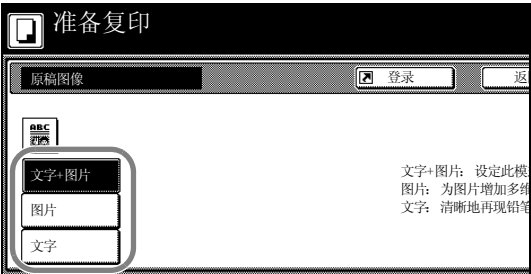 准备复印
原稿图像
登录
返
ABC
文字+图片
图片
文字
文字+图片: 设定此模
图片: 为图片增加多维
文字: 清晰地再现铅笔